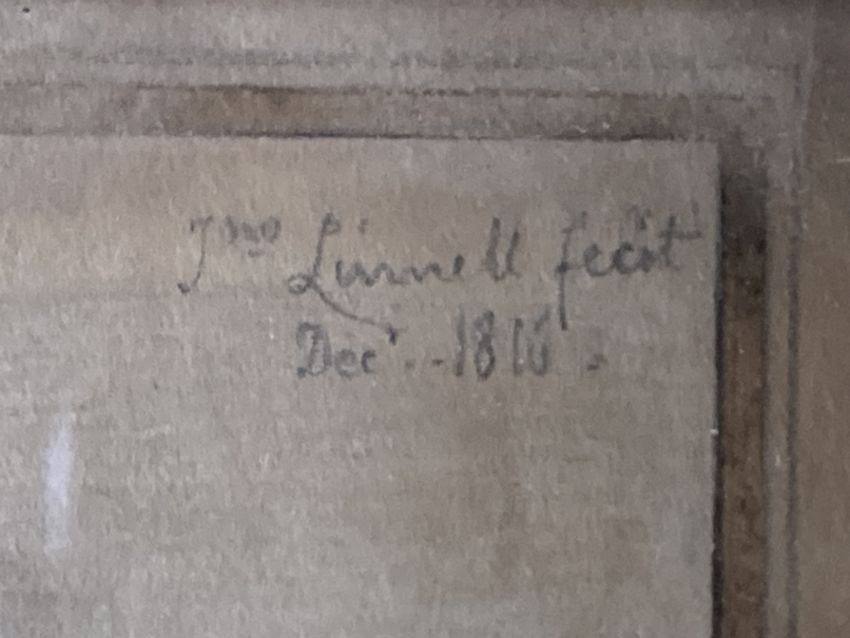 Jno Linnell fecit
Decr. 1816.